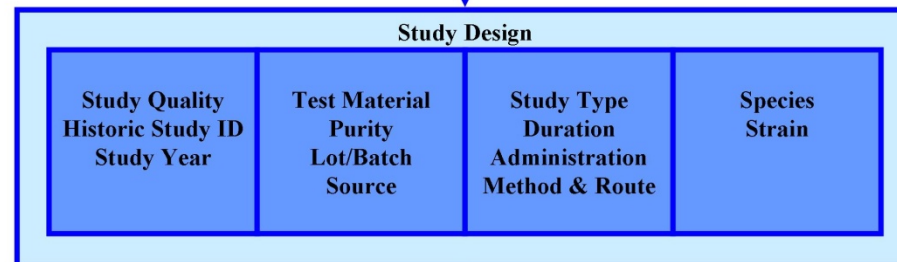 Study Design
Study Quality
Historic Study ID
Study Year
Test Material
Purity
Lot/Batch
Source
Study Type
Duration
Administration
Method & Route
Species
Strain